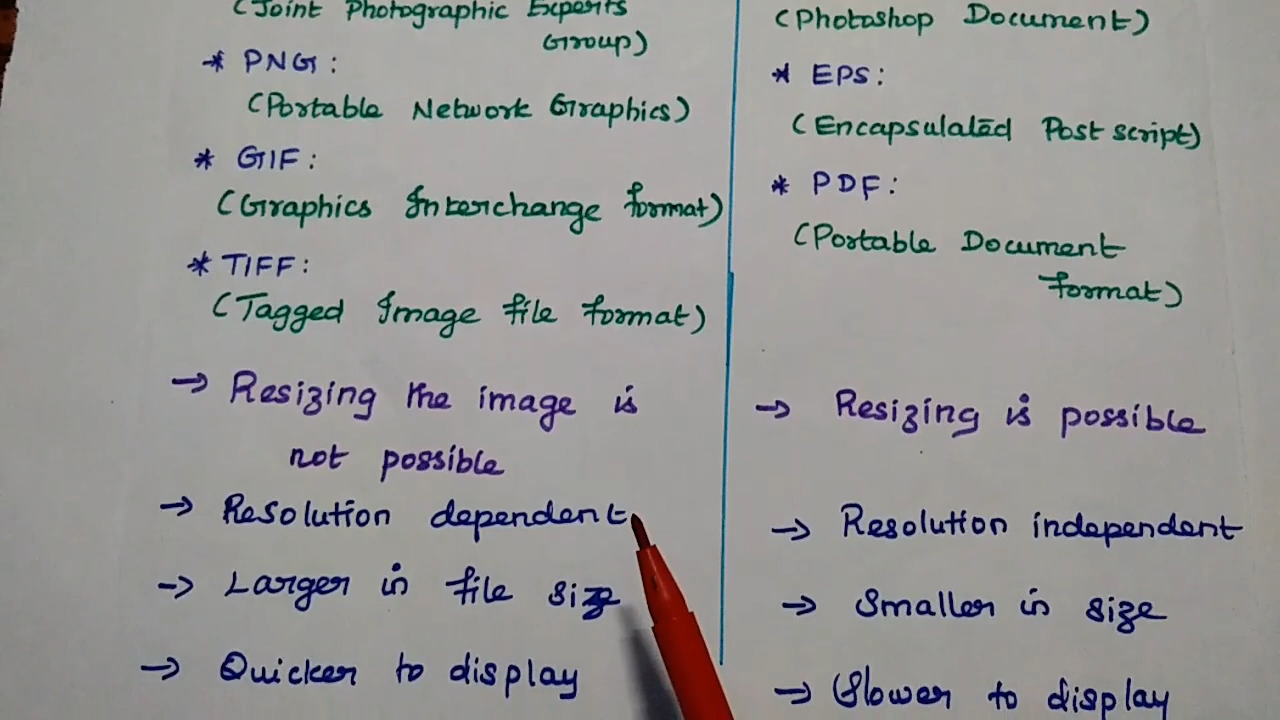 (Joint Photographic Experts
Group)
* PNG:
(Portable Network Graphics)
* GIF:
(Graphics Interchange format)
* TIFF:
(Tagged Image file format)
→ Resizing the image is
not possible
→ Resolution dependent
→ Larger in file size
→ Quicker to display
(Photoshop Document)
* EPS:
(Encapsulated Post script)
* PDF:
(Portable Document
format)
→ Resizing is possible
→ Resolution independent
→ Smaller in size
→ Slower to display